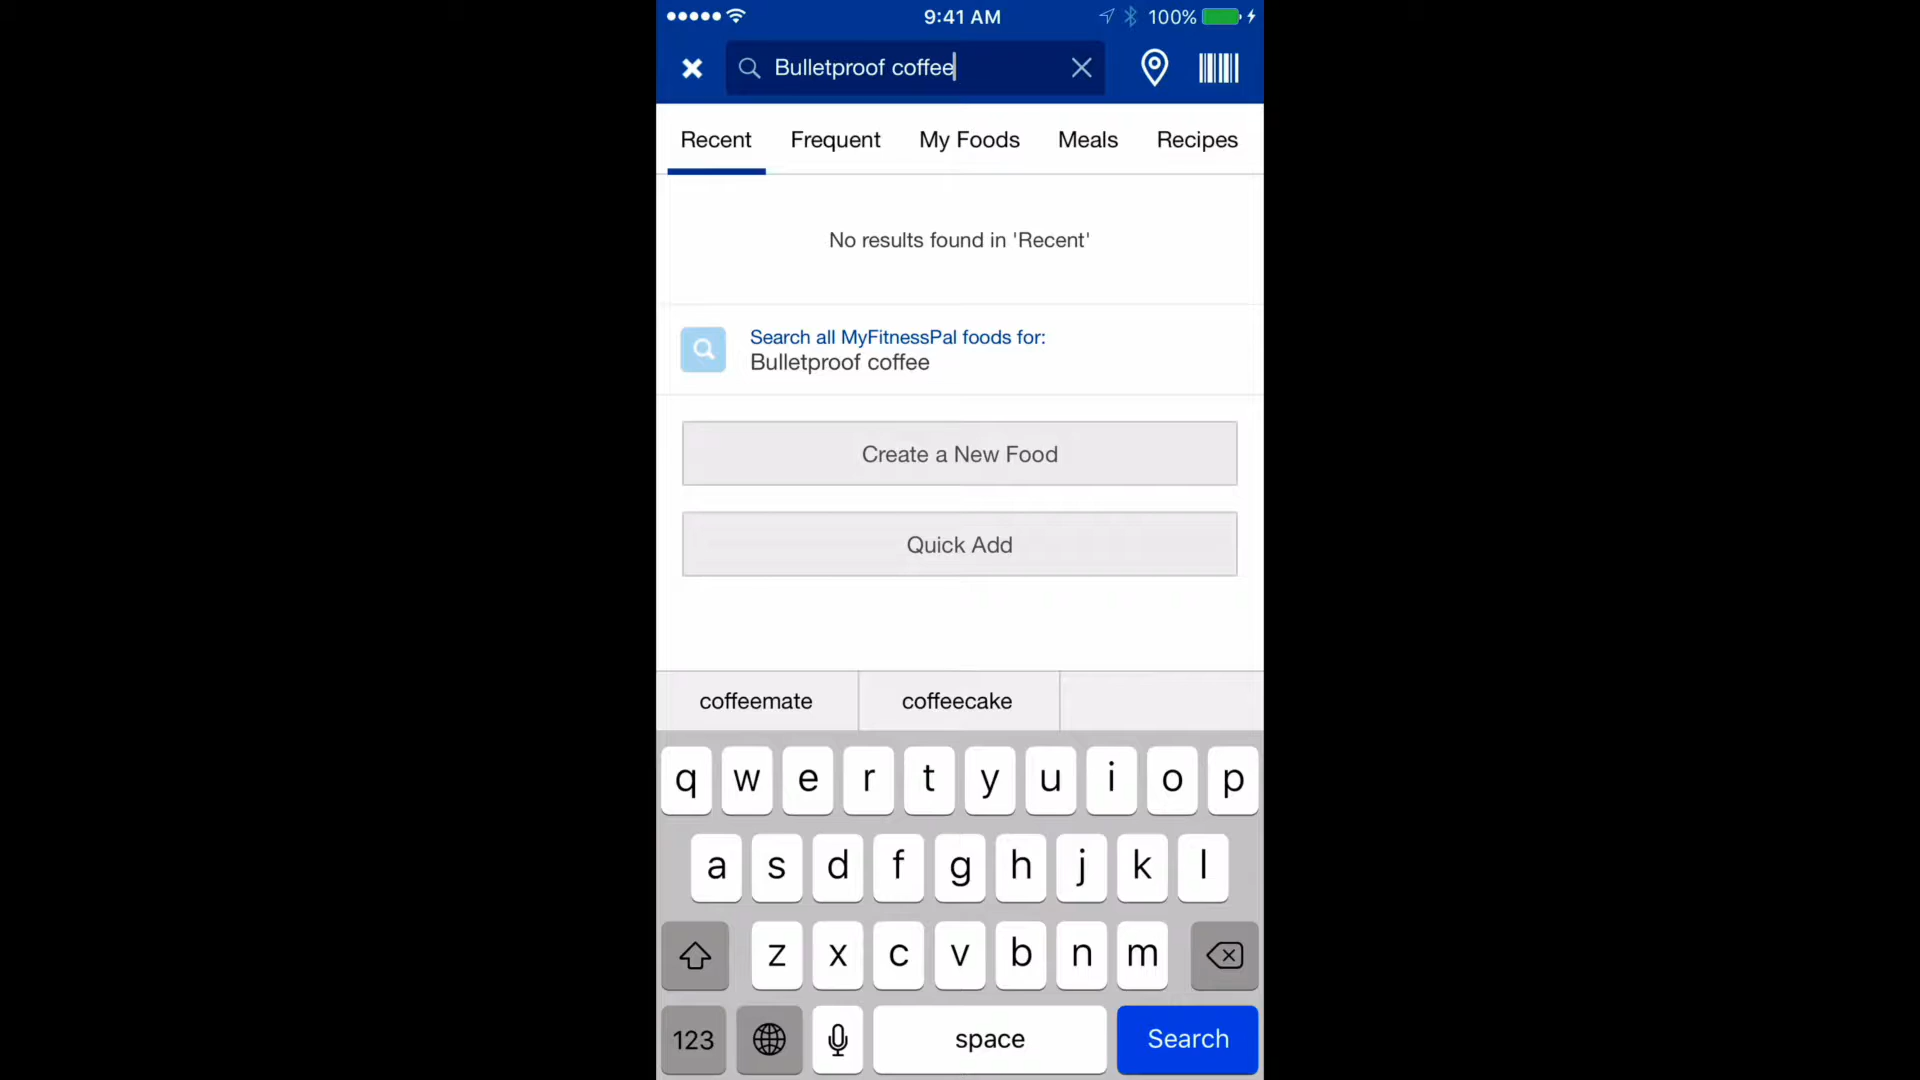 9:41 AM 100%
Bulletproof coffee
Recent Frequent My Foods Meals Recipes
No results found in 'Recent'
Search all MyFitnessPal foods for:
Bulletproof coffee
Create a New Food
Quick Add
coffeemate coffeecake
q w e r t y u i o p
a s d f g h j k l
z x c v b n m
123 space Search